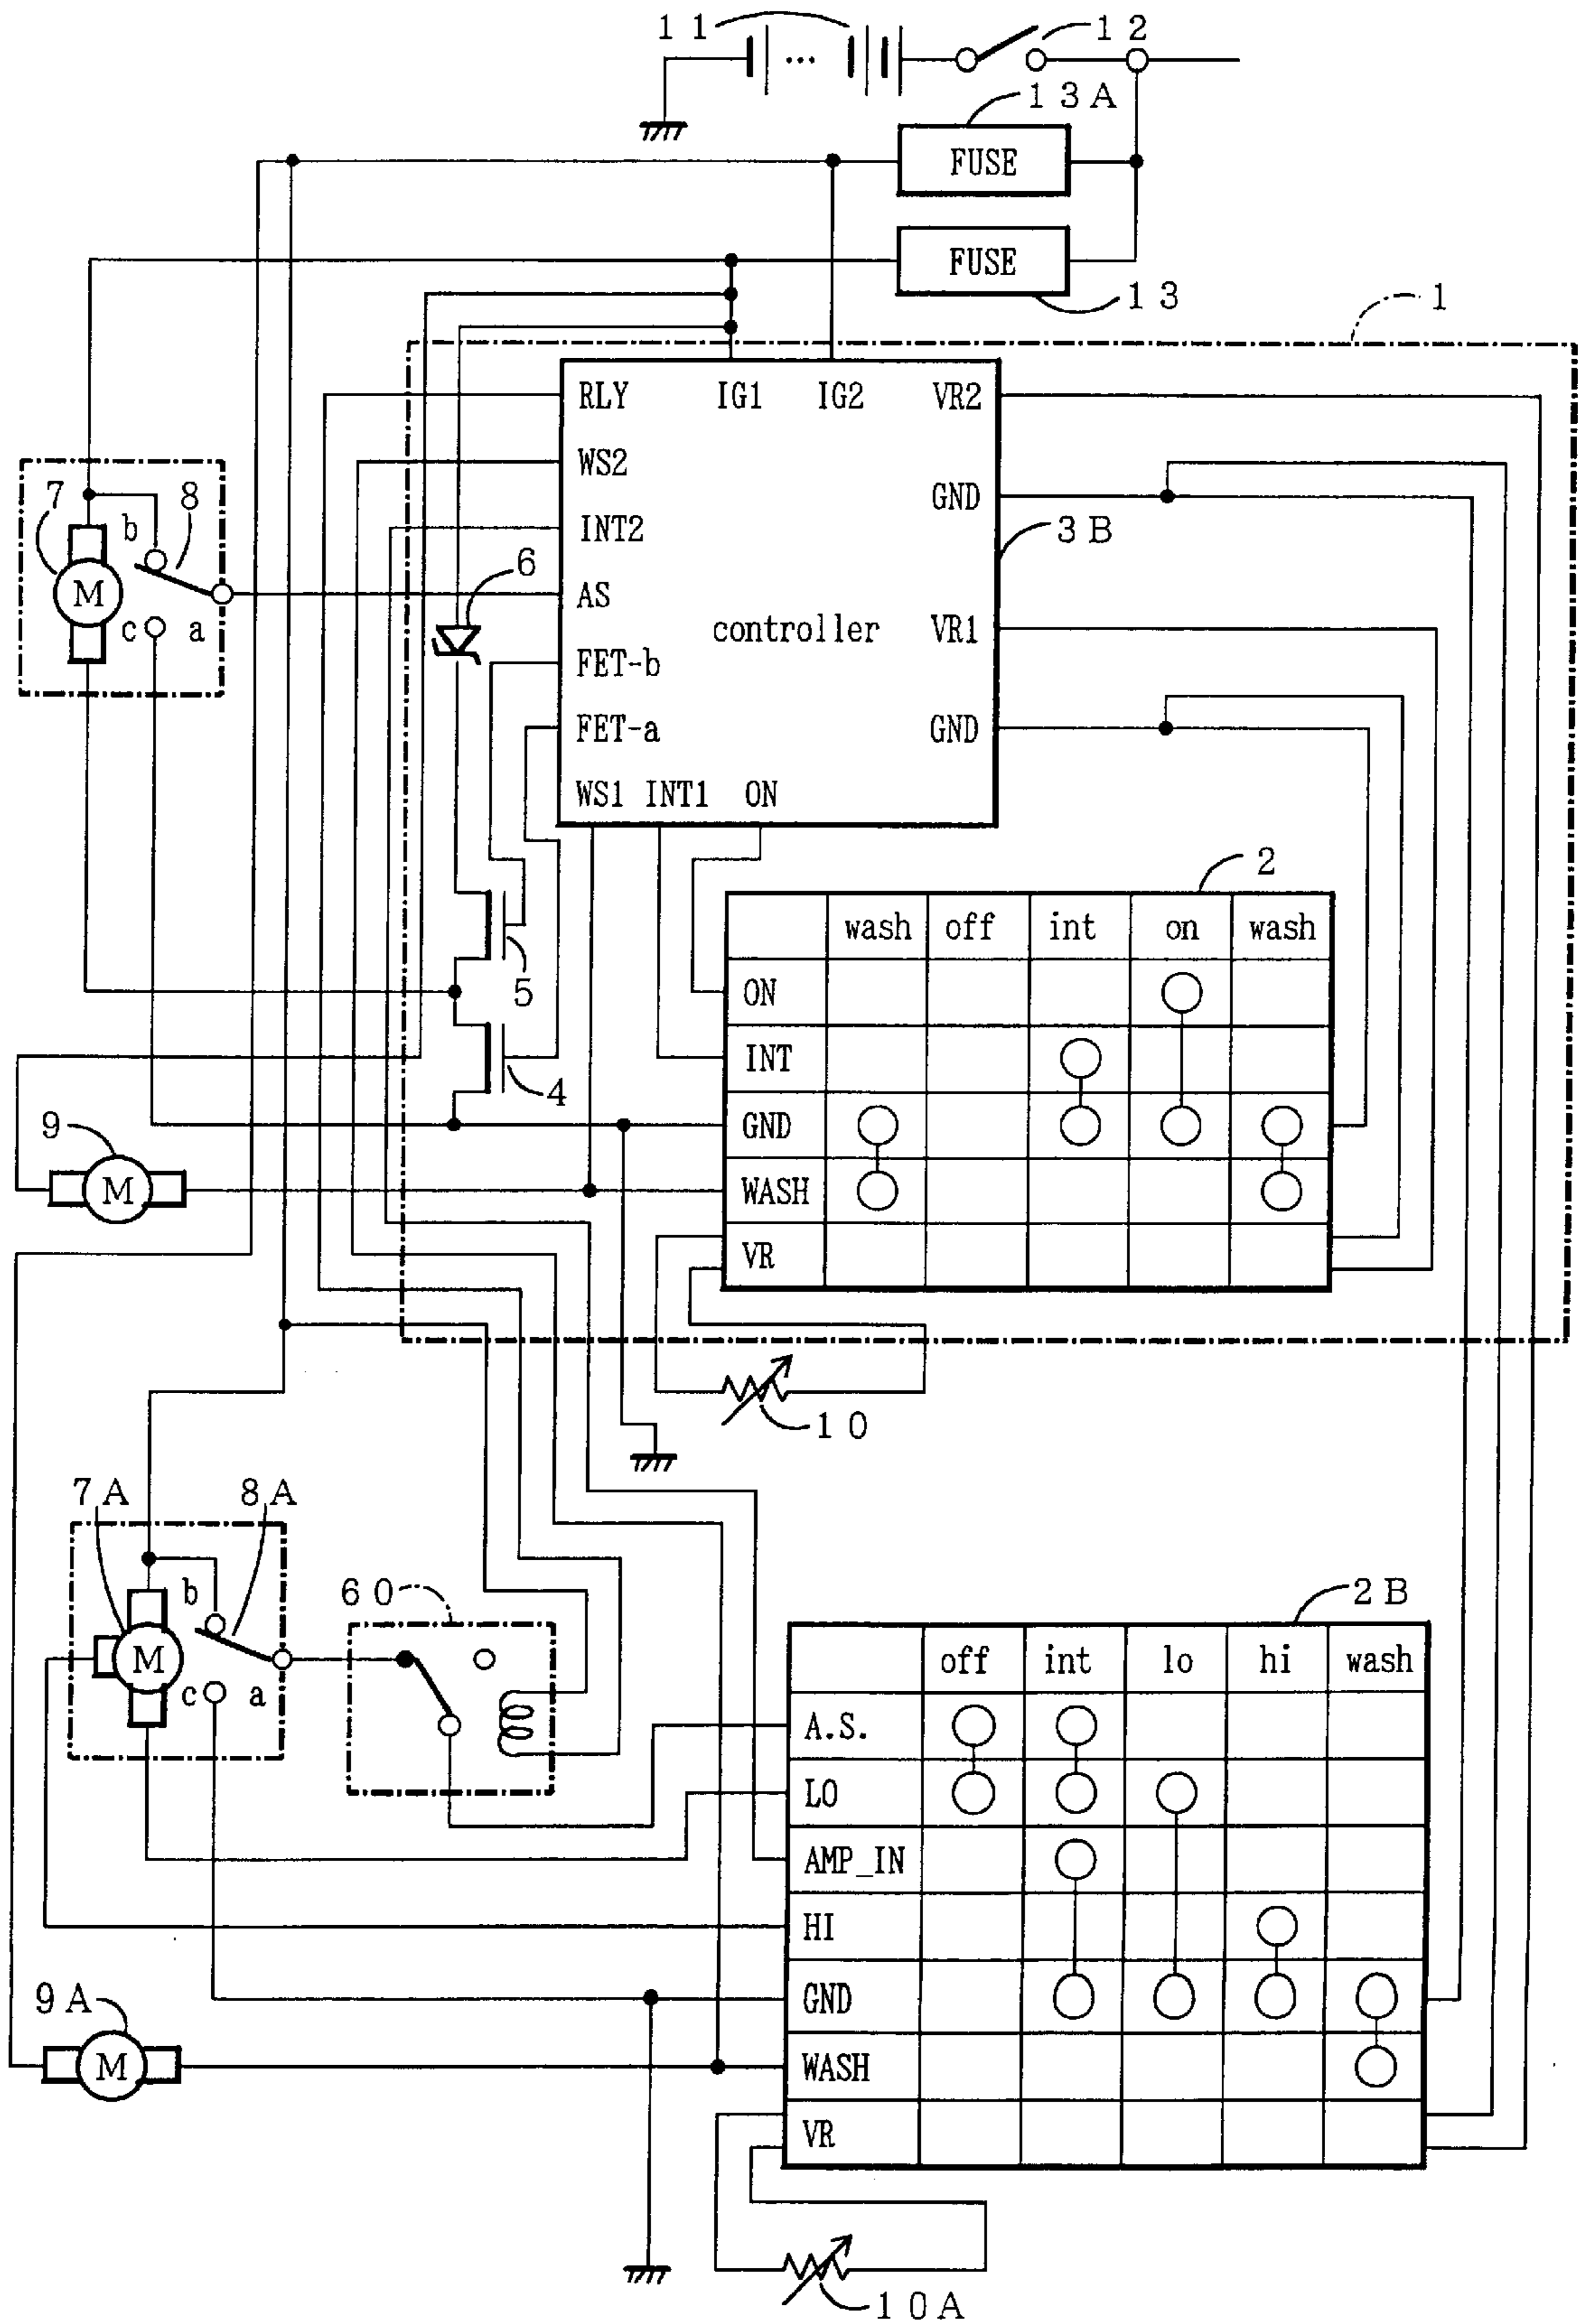 11
12
13A
FUSE
FUSE
13
1
RLY IG1 IG2 VR2
WS2
GND
7 8
b
INT2
3B
6
AS
M
c a
controller VR1
FET-b
FET-a
GND
WS1 INT1 ON
2
wash off int on wash
5
ON
INT
4
9
GND
M
WASH
VR
10
7A 8A
60
2B
b
off int lo hi wash
M
c a
A.S.
LO
AMP_IN
HI
9A
GND
M
WASH
VR
10A